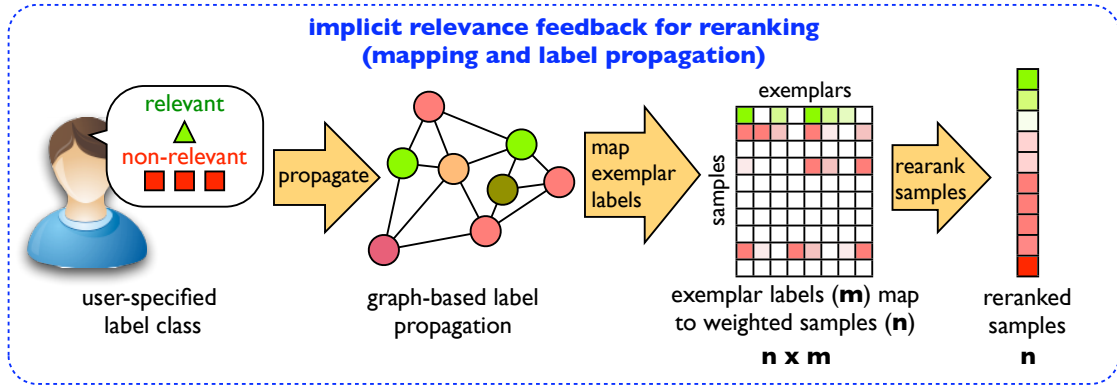 implicit relevance feedback for reranking
(mapping and label propagation)
relevant
non-relevant
propagate
map
exemplar
labels
exemplars
samples
rearank
samples
user-specified
label class
graph-based label
propagation
exemplar labels (m) map
to weighted samples (n)
n x m
reranked
samples
n